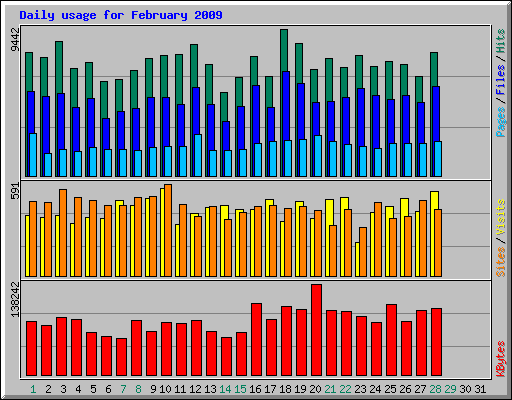 Daily usage for February 2009
9442
Pages / Files / Hits
591
Sites / Visits
138242
KBytes
1 2 3 4 5 6 7 8 9 10 11 12 13 14 15 16 17 18 19 20 21 22 23 24 25 26 27 28 29 30 31